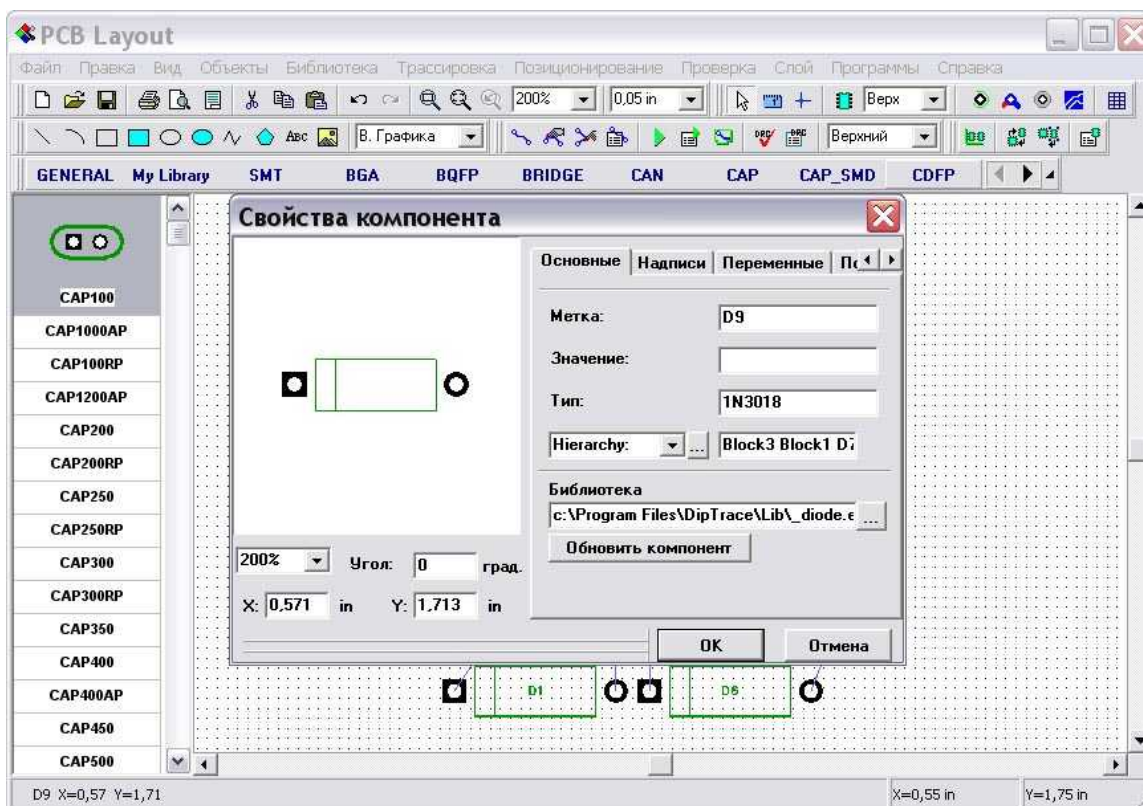 PCB Layout
Файл Правка Вид Объекты Библиотека Трассировка Позиционирование Проверка Слой Программы Справка
200% 0,05 in Верх
Abc В. Графика DRC DRC Верхний
GENERAL My Library SMT BGA BQFP BRIDGE CAN CAP CAP_SMD CDFP
Свойства компонента
Основные Надписи Переменные
Метка: D9
Значение:
Тип: 1N3018
Hierarchy: ... Block3 Block1
Библиотека
c:\Program Files\DipTrace\Lib\_diode.e ...
Обновить компонент
200% Угол: 0 град.
X: 0,571 in Y: 1,713 in
OK Отмена
CAP100
CAP1000AP
CAP100RP
CAP1200AP
CAP200
CAP200RP
CAP250
CAP250RP
CAP300
CAP300RP
CAP350
CAP400
CAP400AP
CAP450
CAP500
D1 D6
D9 X=0,57 Y=1,71 X=0,55 in Y=1,75 in